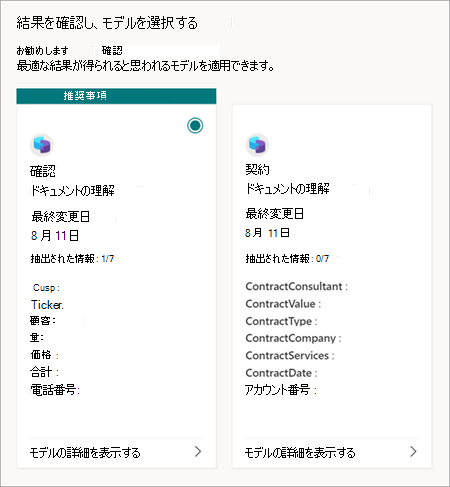 結果を確認し、モデルを選択する
お勧めします 確認
最適な結果が得られると思われるモデルを適用できます。
推奨事項
確認
ドキュメントの理解
最終変更日
8 月 11日
抽出された情報: 1/7
Cusp :
Ticker.
顧客:
量:
価格 :
合計 :
電話番号:
モデルの詳細を表示する
契約
ドキュメントの理解
最終変更日
8 月 11日
抽出された情報: 0/7
ContractConsultant :
ContractValue :
ContractType :
ContractCompany :
ContractServices :
ContractDate :
アカウント番号 :
モデルの詳細を表示する